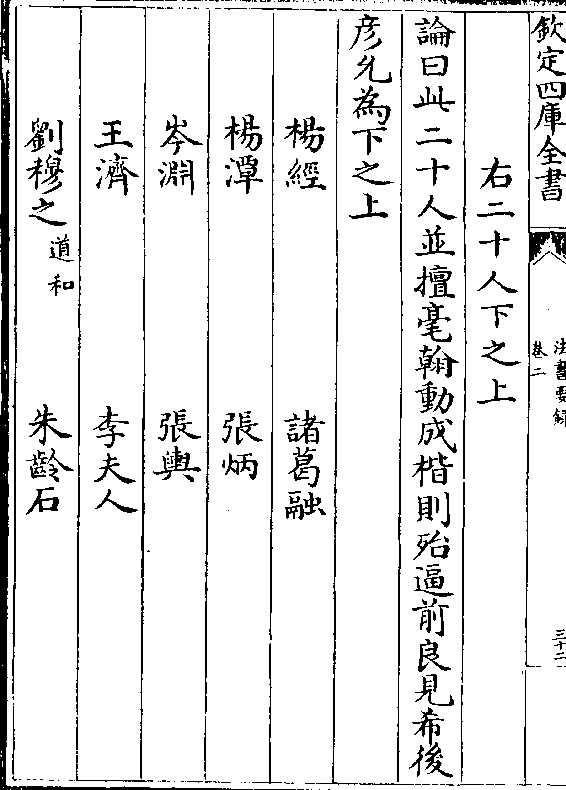 欽定四庫全書
法書要錄
卷二
三十二
右二十人下之上
論曰此二十人並擅毫翰動成楷則殆逼前良見希後
彦允為下之上
楊經 諸葛融
楊潭 張炳
岑淵 張輿
王濟 李夫人
劉穆之 道和 朱齡石